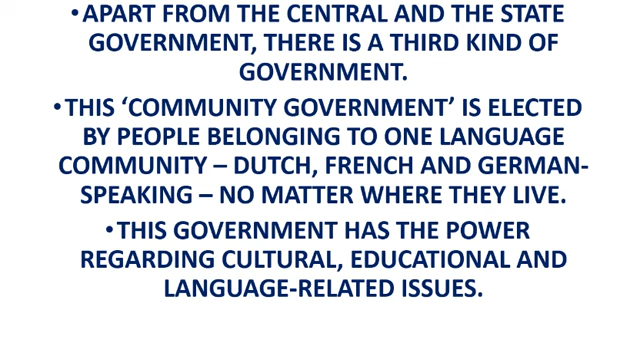 •APART FROM THE CENTRAL AND THE STATE
GOVERNMENT, THERE IS A THIRD KIND OF
GOVERNMENT.
•THIS ‘COMMUNITY GOVERNMENT’ IS ELECTED
BY PEOPLE BELONGING TO ONE LANGUAGE
COMMUNITY – DUTCH, FRENCH AND GERMAN-
SPEAKING – NO MATTER WHERE THEY LIVE.
•THIS GOVERNMENT HAS THE POWER
REGARDING CULTURAL, EDUCATIONAL AND
LANGUAGE-RELATED ISSUES.